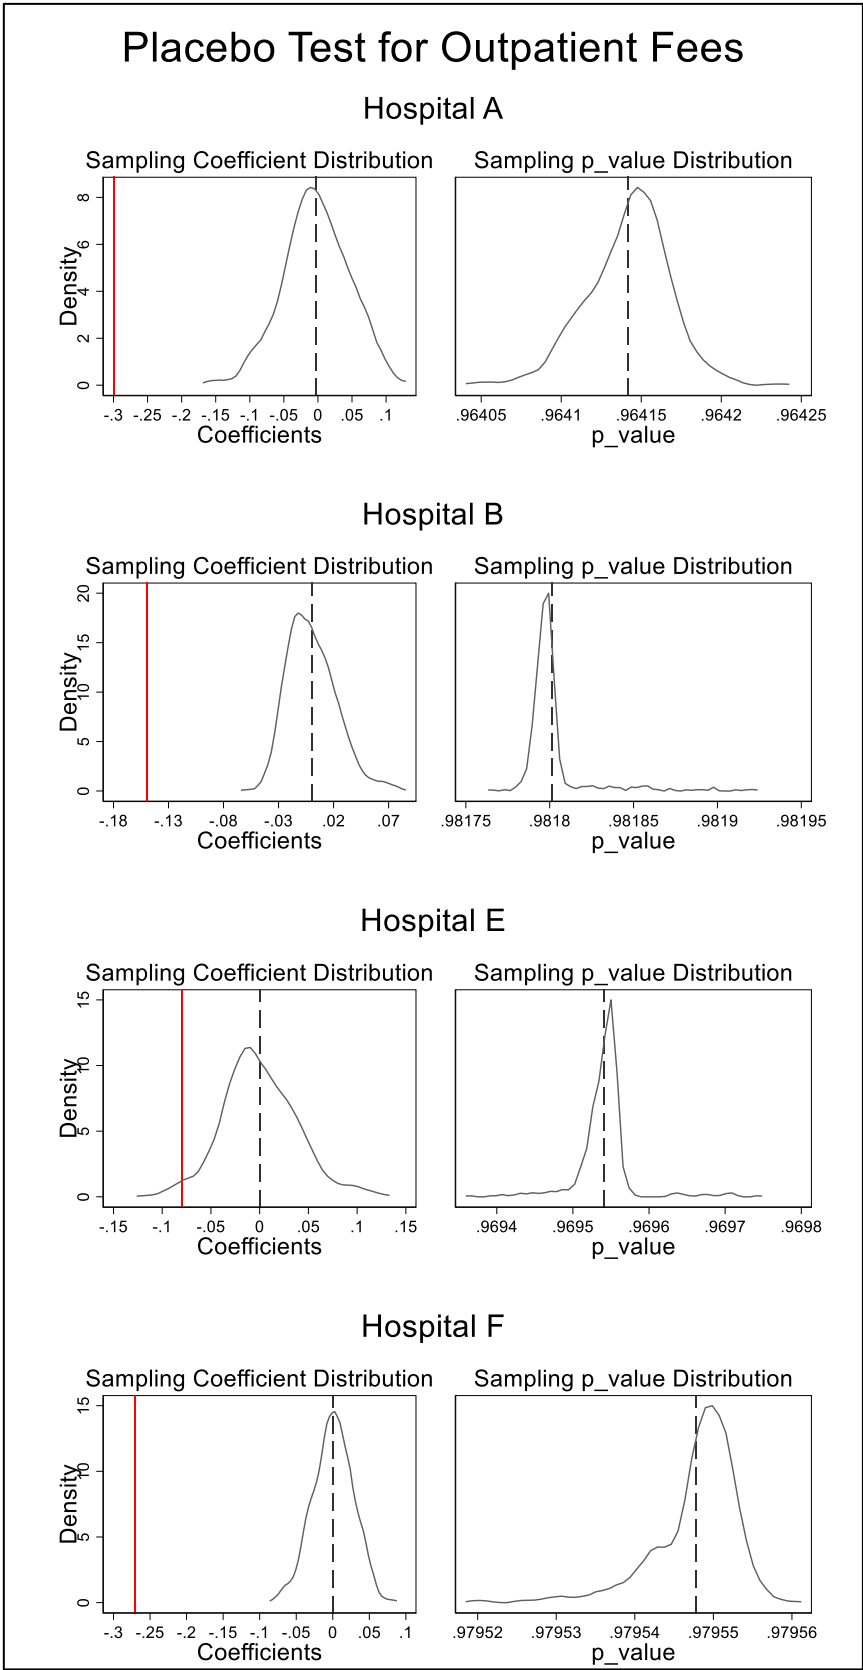 Placebo Test for Outpatient Fees
Hospital A
Sampling Coefficient Distribution
Sampling p_value Distribution
Density
0 2 4 6 8
-.3 -.25 -.2 -.15 -.1 -.05 0 .05 .1
Coefficients
.96405 .9641 .96415 .9642 .96425
p_value
Hospital B
Sampling Coefficient Distribution
Sampling p_value Distribution
Density
0 5 10 15 20
-.18 -.13 -.08 -.03 .02 .07
Coefficients
.98175 .9818 .98185 .9819 .98195
p_value
Hospital E
Sampling Coefficient Distribution
Sampling p_value Distribution
Density
0 5 10 15
-.15 -.1 -.05 0 .05 .1 .15
Coefficients
.9694 .9695 .9696 .9697 .9698
p_value
Hospital F
Sampling Coefficient Distribution
Sampling p_value Distribution
Density
0 5 10 15
-.3 -.25 -.2 -.15 -.1 -.05 0 .05 .1
Coefficients
.97952 .97953 .97954 .97955 .97956
p_value